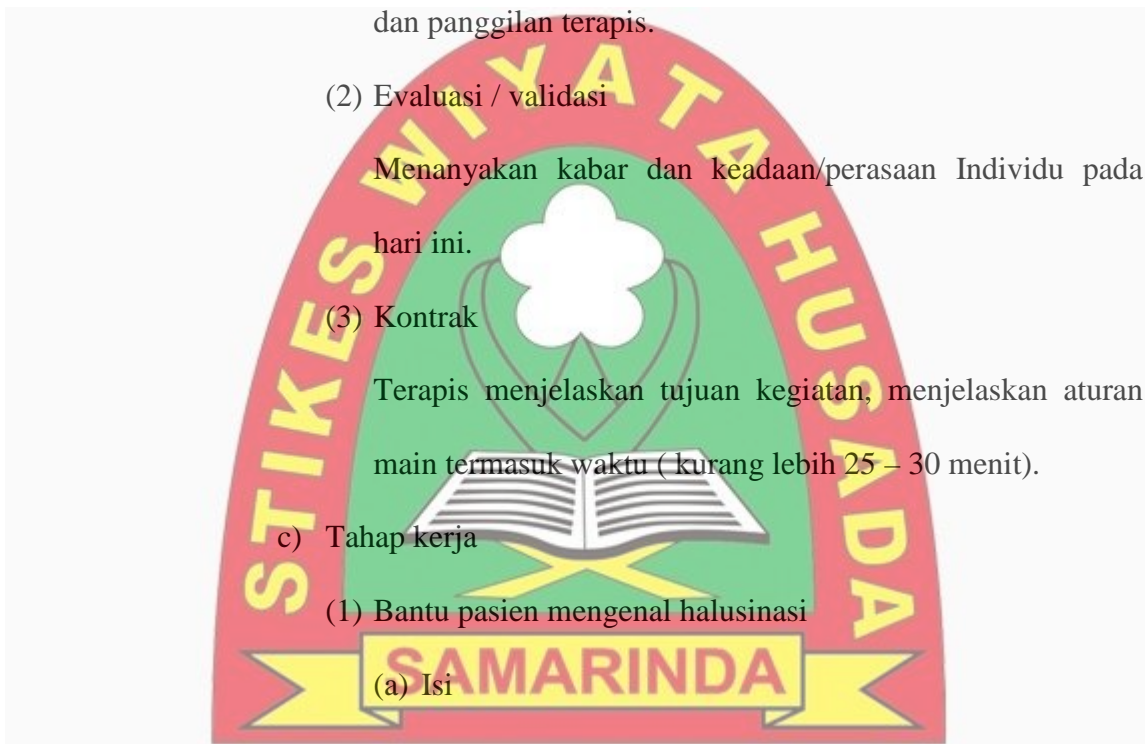 dan panggilan terapis.
(2) Evaluasi / validasi
Menanyakan kabar dan keadaan/perasaan Individu pada
hari ini.
(3) Kontrak
Terapis menjelaskan tujuan kegiatan, menjelaskan aturan
main termasuk waktu ( kurang lebih 25 – 30 menit).
c) Tahap kerja
(1) Bantu pasien mengenal halusinasi
(a) Isi
STIKES WIYATA HUSADA
SAMARINDA